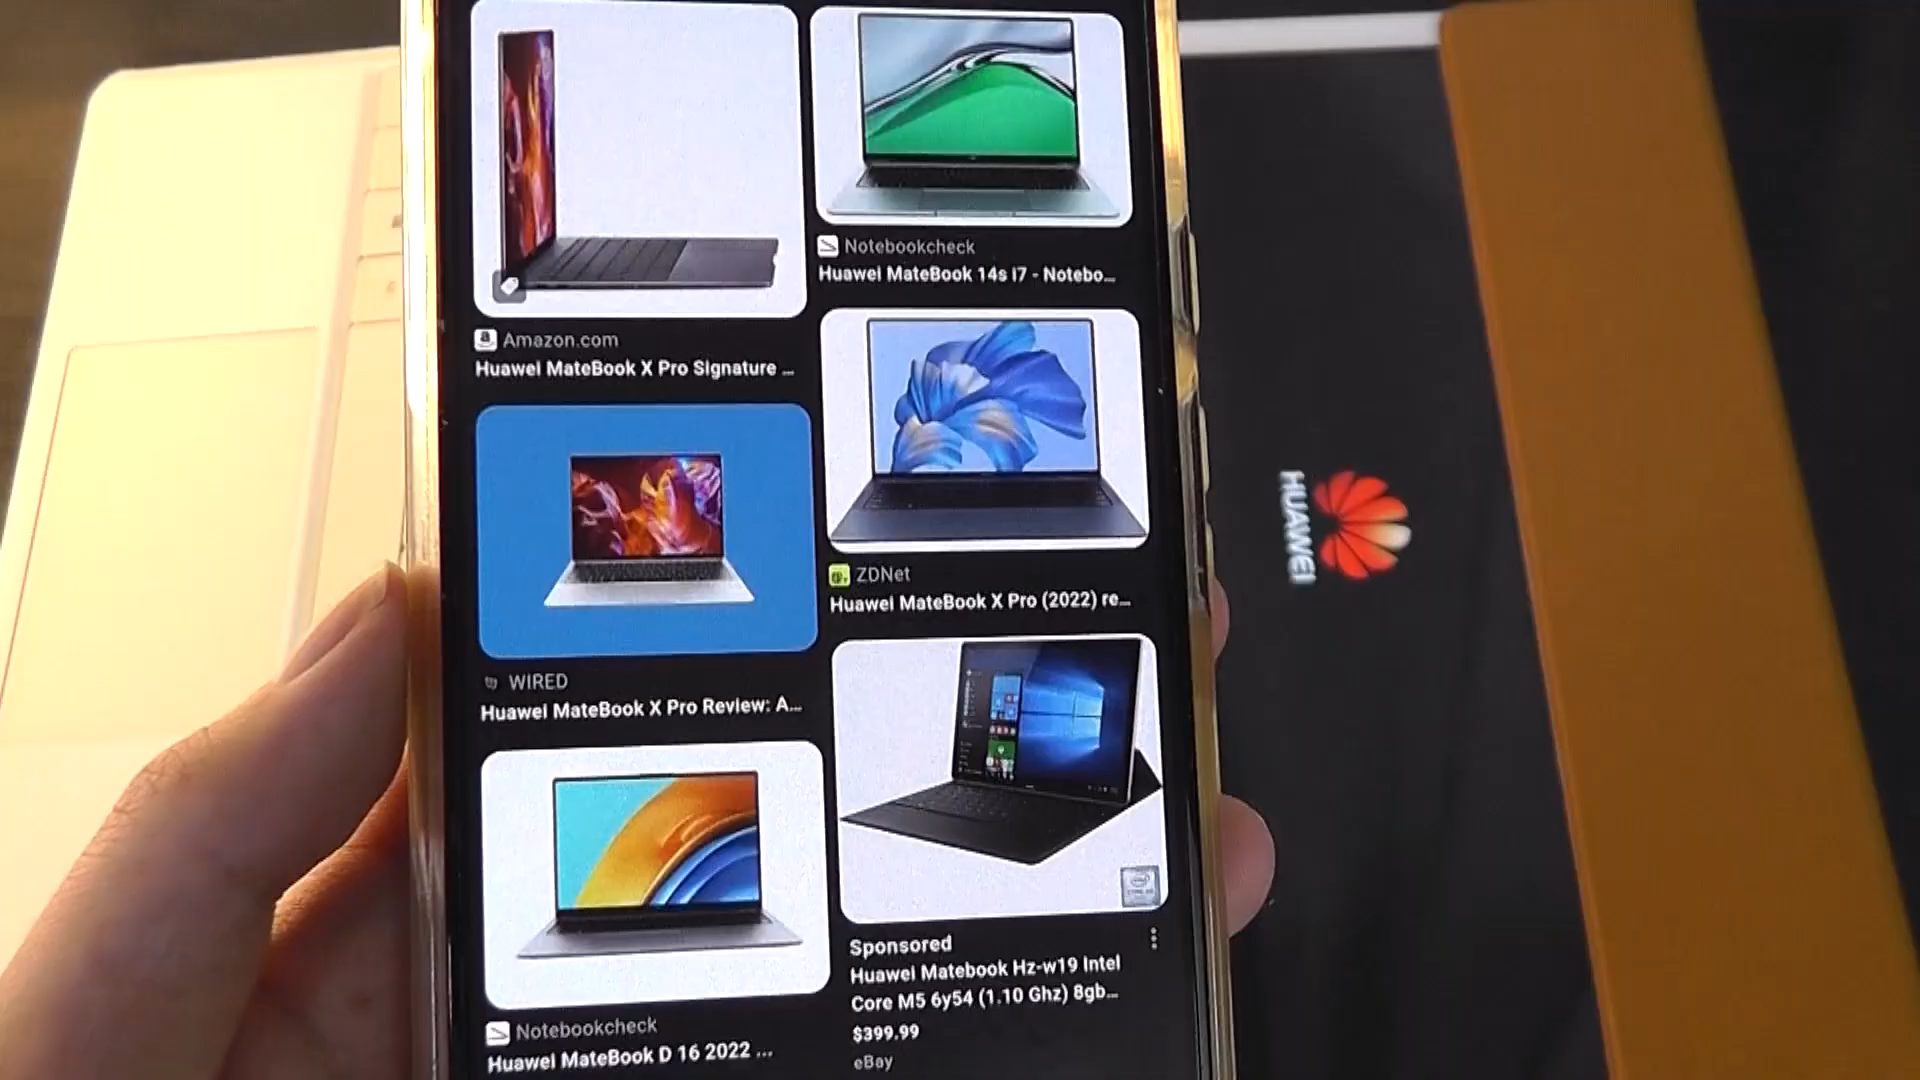 Amazon.com
Huawei MateBook X Pro Signature ...
WIRED
Huawei MateBook X Pro Review: A...
Notebookcheck
Huawei MateBook D 16 2022 ...
Notebookcheck
Huawei MateBook 14s i7 - Notebo...
ZDNet
Huawei MateBook X Pro (2022) re...
Sponsored
Huawei Matebook Hz-w19 Intel
Core M5 6y54 (1.10 Ghz) 8gb...
$399.99
eBay
HUAWEI